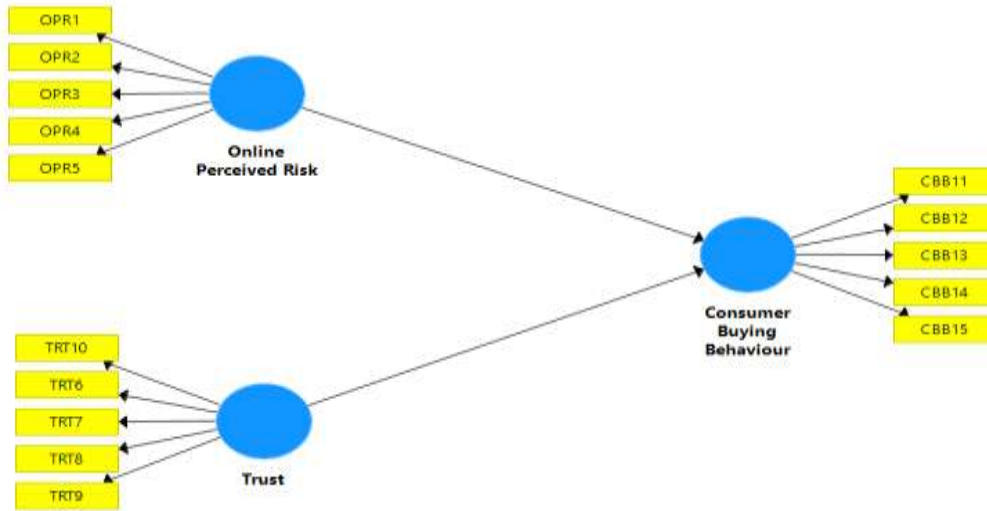 OPR1
OPR2
OPR3
OPR4
OPR5
Online
Perceived Risk
CBB11
CBB12
CBB13
CBB14
CBB15
Consumer
Buying
Behaviour
TRT10
TRT6
TRT7
TRT8
TRT9
Trust